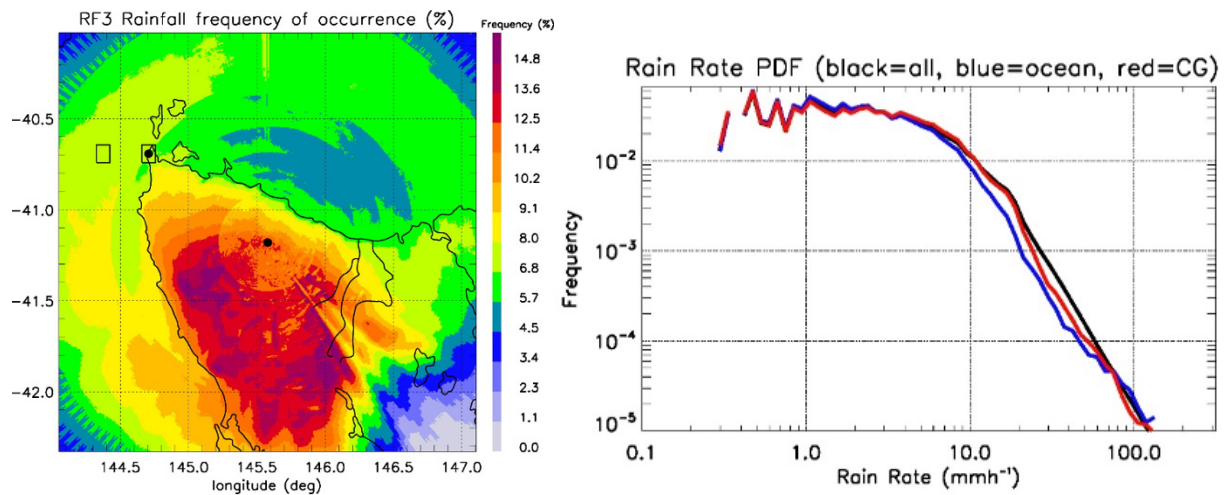 RF3 Rainfall frequency of occurrence (%)
Frequency (%)
14.8
13.6
12.5
11.4
10.2
9.1
8.0
6.8
5.7
4.5
3.4
2.3
1.1
0.0
−40.5
−41.0
−41.5
−42.0
144.5 145.0 145.5 146.0 146.5 147.0
longitude (deg)
Rain Rate PDF (black=all, blue=ocean, red=CG)
Frequency
10⁻²
10⁻³
10⁻⁴
10⁻⁵
0.1 1.0 10.0 100.0
Rain Rate (mmh⁻¹)